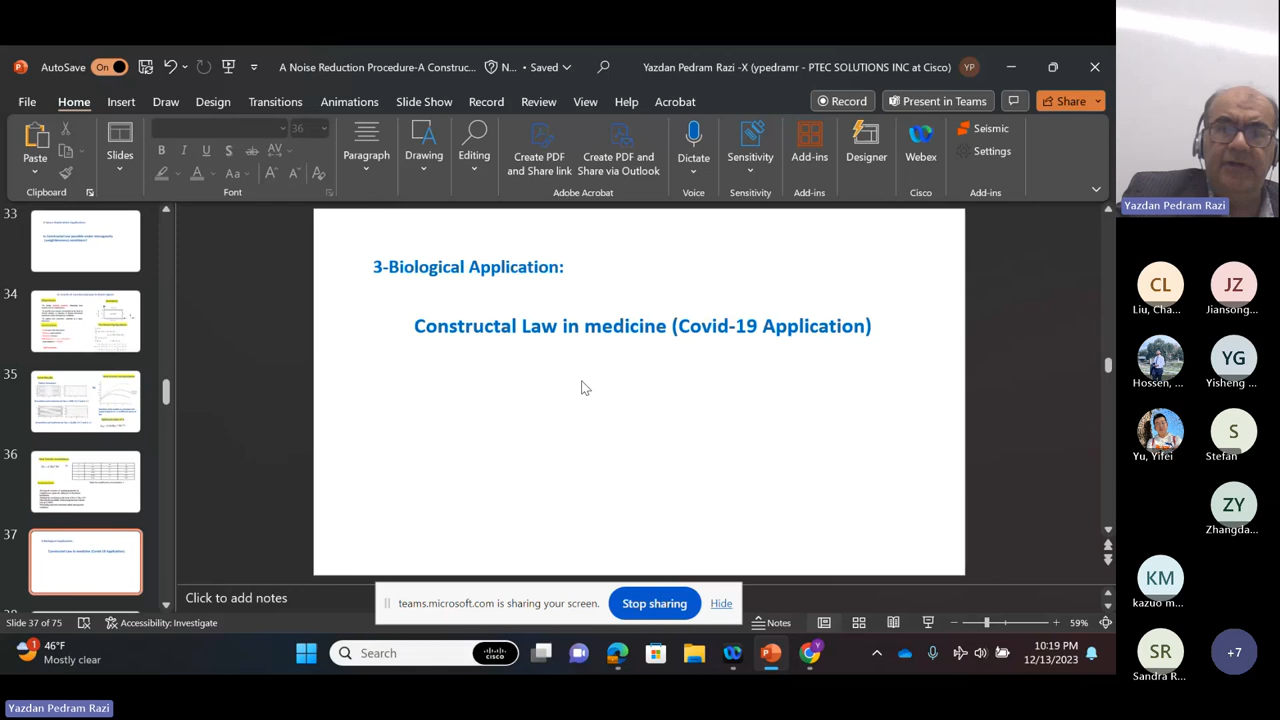 AutoSave On A Noise Reduction Procedure-A Construc... N... • Saved Yazdan Pedram Razi -X (ypedramr - PTEC SOLUTIONS INC at Cisco) YP
File Home Insert Draw Design Transitions Animations Slide Show Record Review View Help Acrobat Record Present in Teams Share
36
Paste Slides B I U S ab AV Paragraph Drawing Editing Create PDF and Share link Create PDF and Share via Outlook Dictate Sensitivity Add-ins Designer Webex Seismic Settings
A Aa A A
Clipboard Font Adobe Acrobat Voice Sensitivity Add-ins Cisco Add-ins
33
34
35
36
37
3-Biological Application:
Constructal Law in medicine (Covid-19 Application)
Click to add notes
teams.microsoft.com is sharing your screen. Stop sharing Hide
Slide 37 of 75 Accessibility: Investigate Notes 59%
1 46°F
Mostly clear
Search cisco
10:19 PM
12/13/2023
Yazdan Pedram Razi
Yazdan Pedram Razi
CL JZ
Liu, Cha... Jiansong...
YG
Hossen, ... Yisheng ...
S
Yu, Yifei Stefan
ZY
Zhangda...
KM
kazuo m...
SR +7
Sandra R...